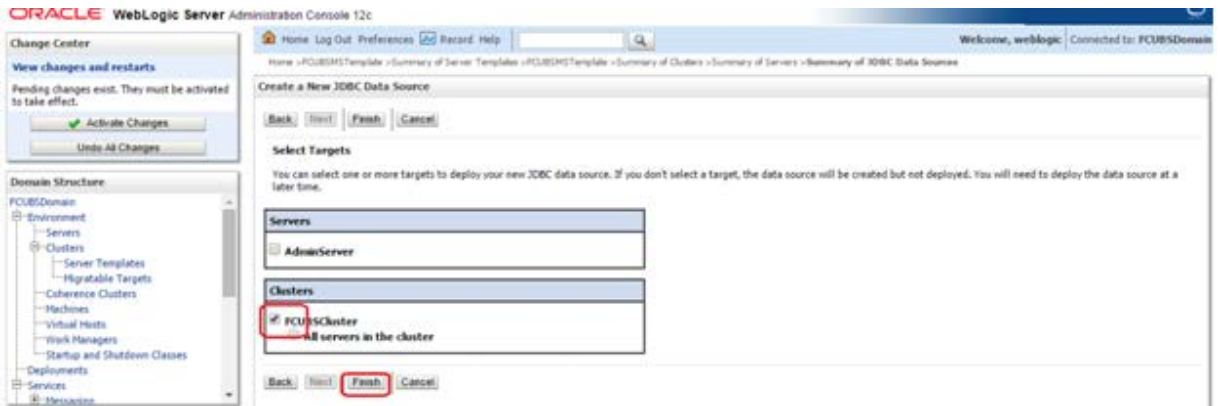 ORACLE WebLogic Server Administration Console 12c
Change Center
View changes and restarts
Pending changes exist. They must be activated
to take effect.
Activate Changes
Undo All Changes
Domain Structure
FCUBSDomain
Environment
Servers
Clusters
Server Templates
Migratable Targets
Coherence Clusters
Machines
Virtual Hosts
Work Managers
Startup and Shutdown Classes
Deployments
Services
Messaging
Home Log Out Preferences Record Help
Welcome, weblogic Connected to: FCUBSDomain
Home >FCUBSMSTemplate >Summary of Server Templates >FCUBSMSTemplate >Summary of Clusters >Summary of Servers >Summary of JDBC Data Sources
Create a New JDBC Data Source
Back Next Finish Cancel
Select Targets
You can select one or more targets to deploy your new JDBC data source. If you don't select a target, the data source will be created but not deployed. You will need to deploy the data source at a
later time.
Servers
AdminServer
Clusters
FCUBSCluster
All servers in the cluster
Back Next Finish Cancel